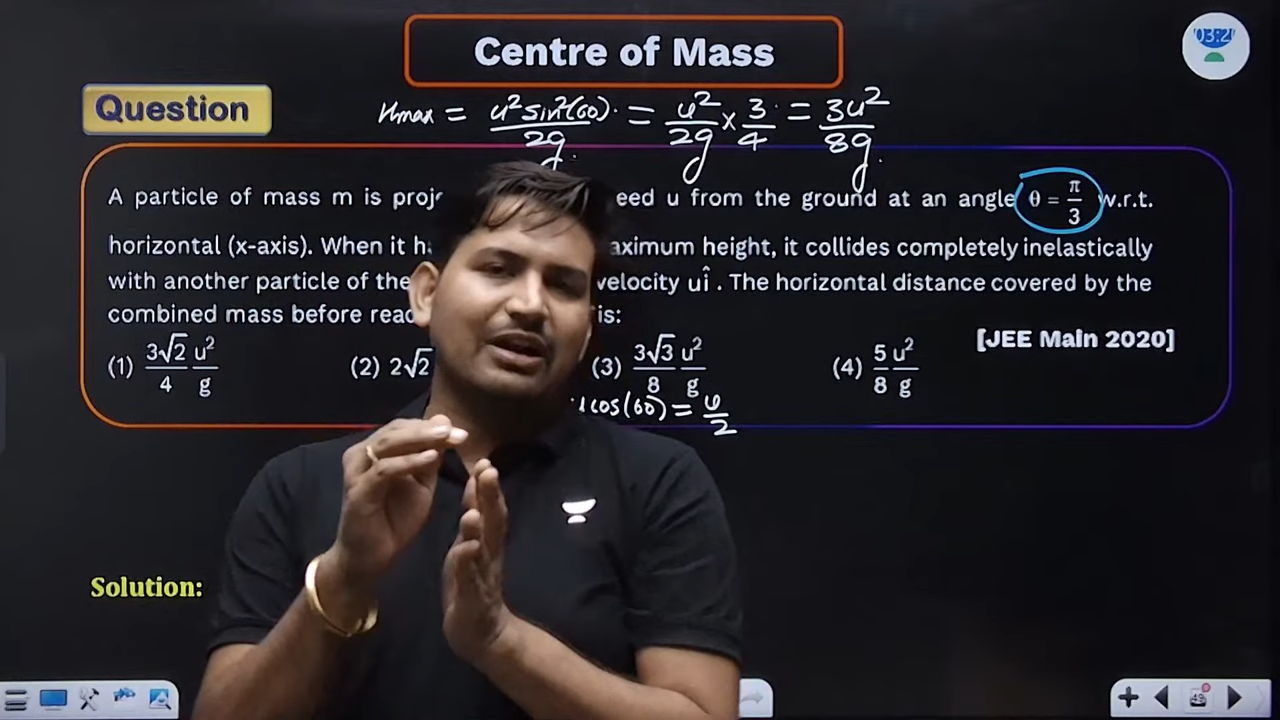 Centre of Mass
Question
Hmax = u² sin²(60) / 2g = u²/2g × 3/4 = 3u²/8g
A particle of mass m is eed u from the ground at an angle θ = π/3 w.r.t.
horizontal (x-axis). When it aximum height, it collides completely inelastically
with another particle of the velocity uî . The horizontal distance covered by the
combined mass before is:
[JEE Main 2020]
(1) 3√2/4 u²/g (2) 2√2 (3) 3√3/8 u²/g (4) 5/8 u²/g
u cos(60) = u/2
Solution: